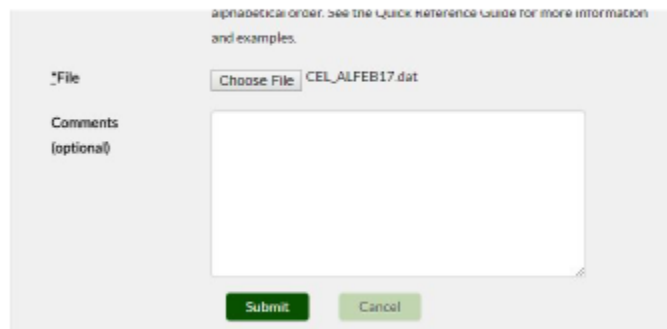 alphabetical order. See the Quick Reference Guide for more information
and examples.
*File
Choose File CEL_ALFEB17.dat
Comments
(optional)
Submit Cancel